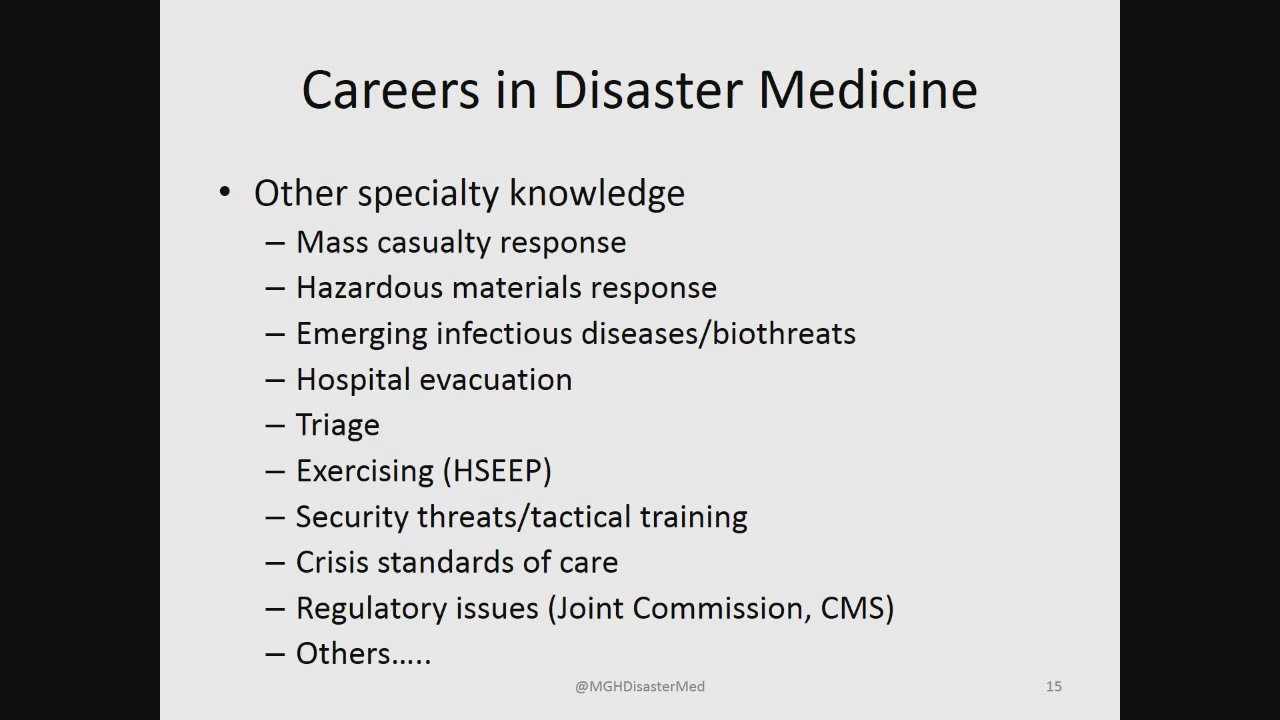 Careers in Disaster Medicine
• Other specialty knowledge
– Mass casualty response
– Hazardous materials response
– Emerging infectious diseases/biothreats
– Hospital evacuation
– Triage
– Exercising (HSEEP)
– Security threats/tactical training
– Crisis standards of care
– Regulatory issues (Joint Commission, CMS)
– Others…..
@MGHDisasterMed
15